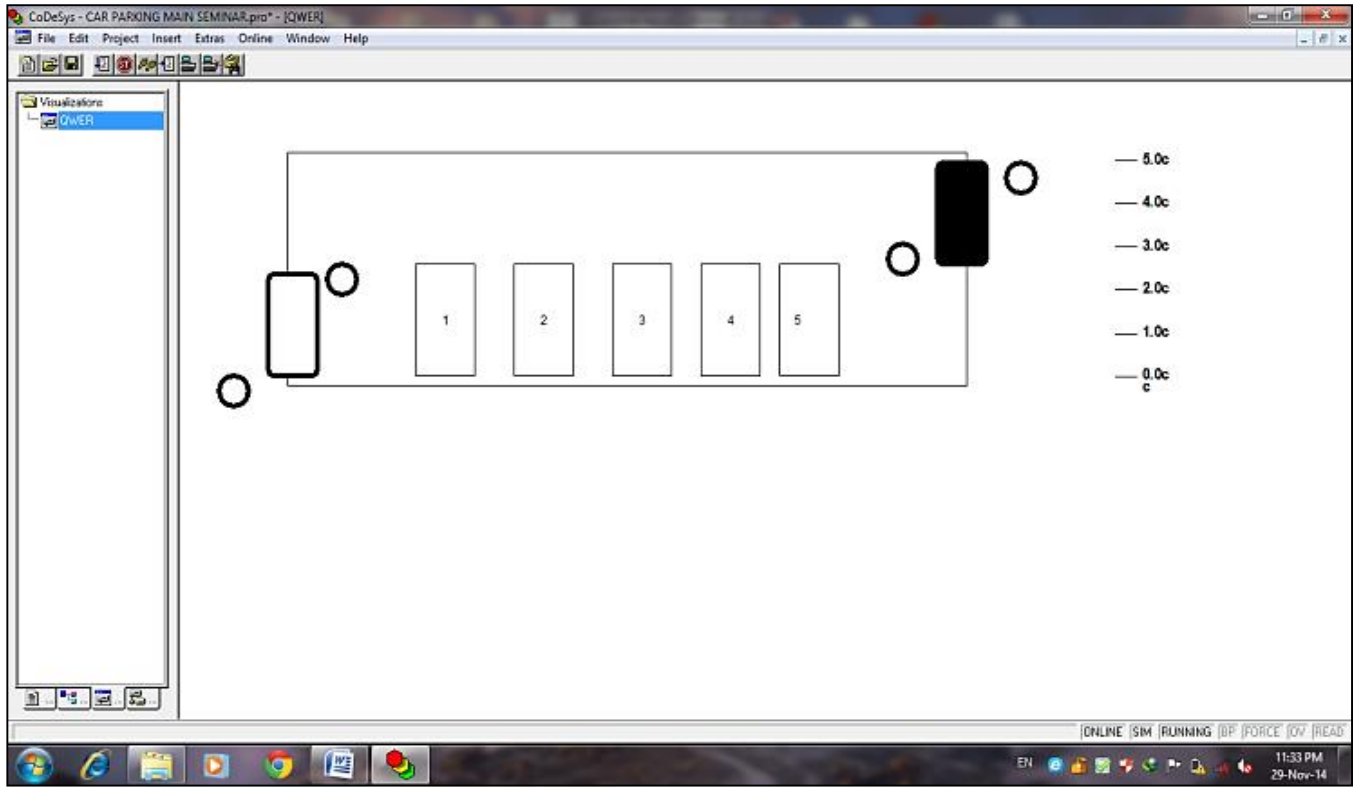 CoDeSys - CAR PARKING MAIN SEMINAR.pro* - [QWER]
File Edit Project Insert Extras Online Window Help
Visualizations
QWER
5.0c
4.0c
3.0c
2.0c
1.0c
0.0c
c
1 2 3 4 5
ONLINE SIM RUNNING BP FORCE OV READ
EN
11:33 PM
29-Nov-14